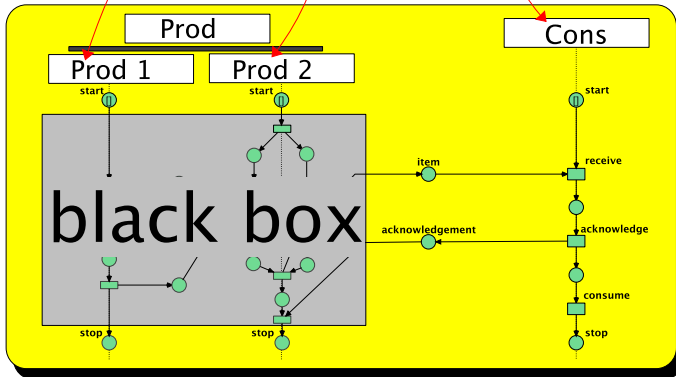 Prod
Cons
Prod 1
Prod 2
start
start
start
item
receive
black box
acknowledgement
acknowledge
consume
stop
stop
stop